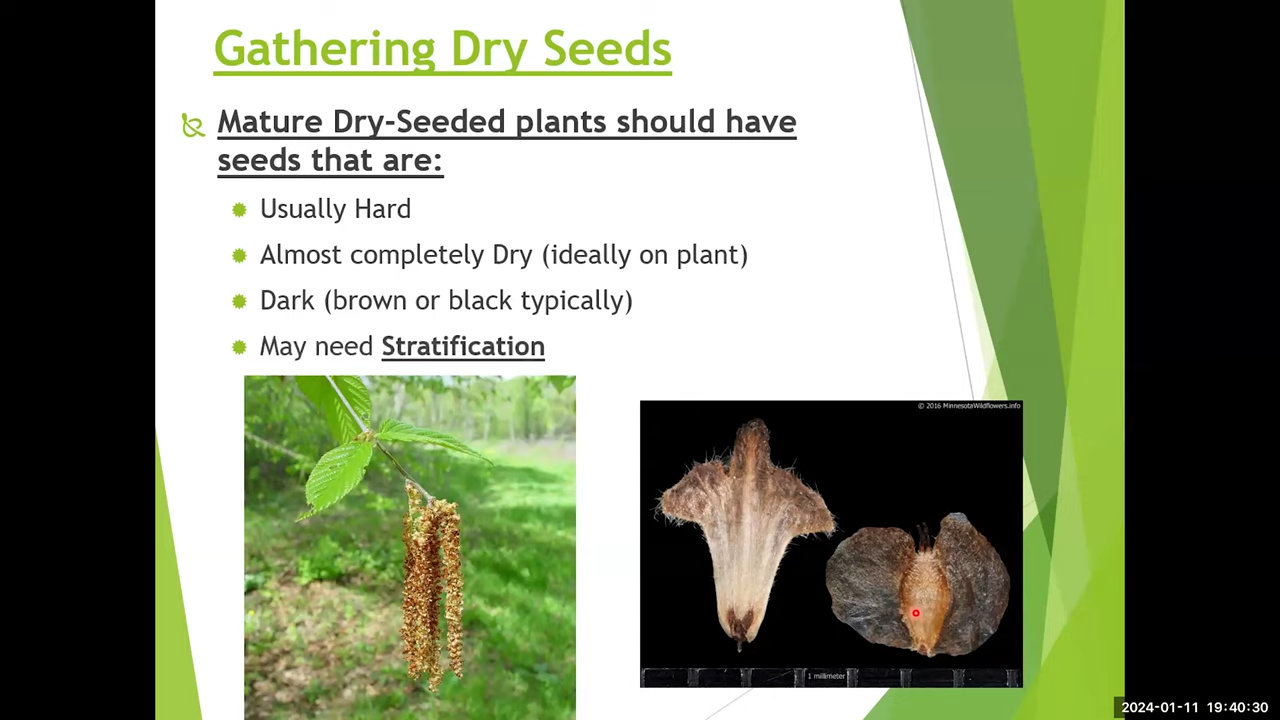 Gathering Dry Seeds
Mature Dry-Seeded plants should have
seeds that are:
Usually Hard
Almost completely Dry (ideally on plant)
Dark (brown or black typically)
May need Stratification
© 2016 MinnesotaWildflowers.info
1 millimeter
2024-01-11 19:40:30